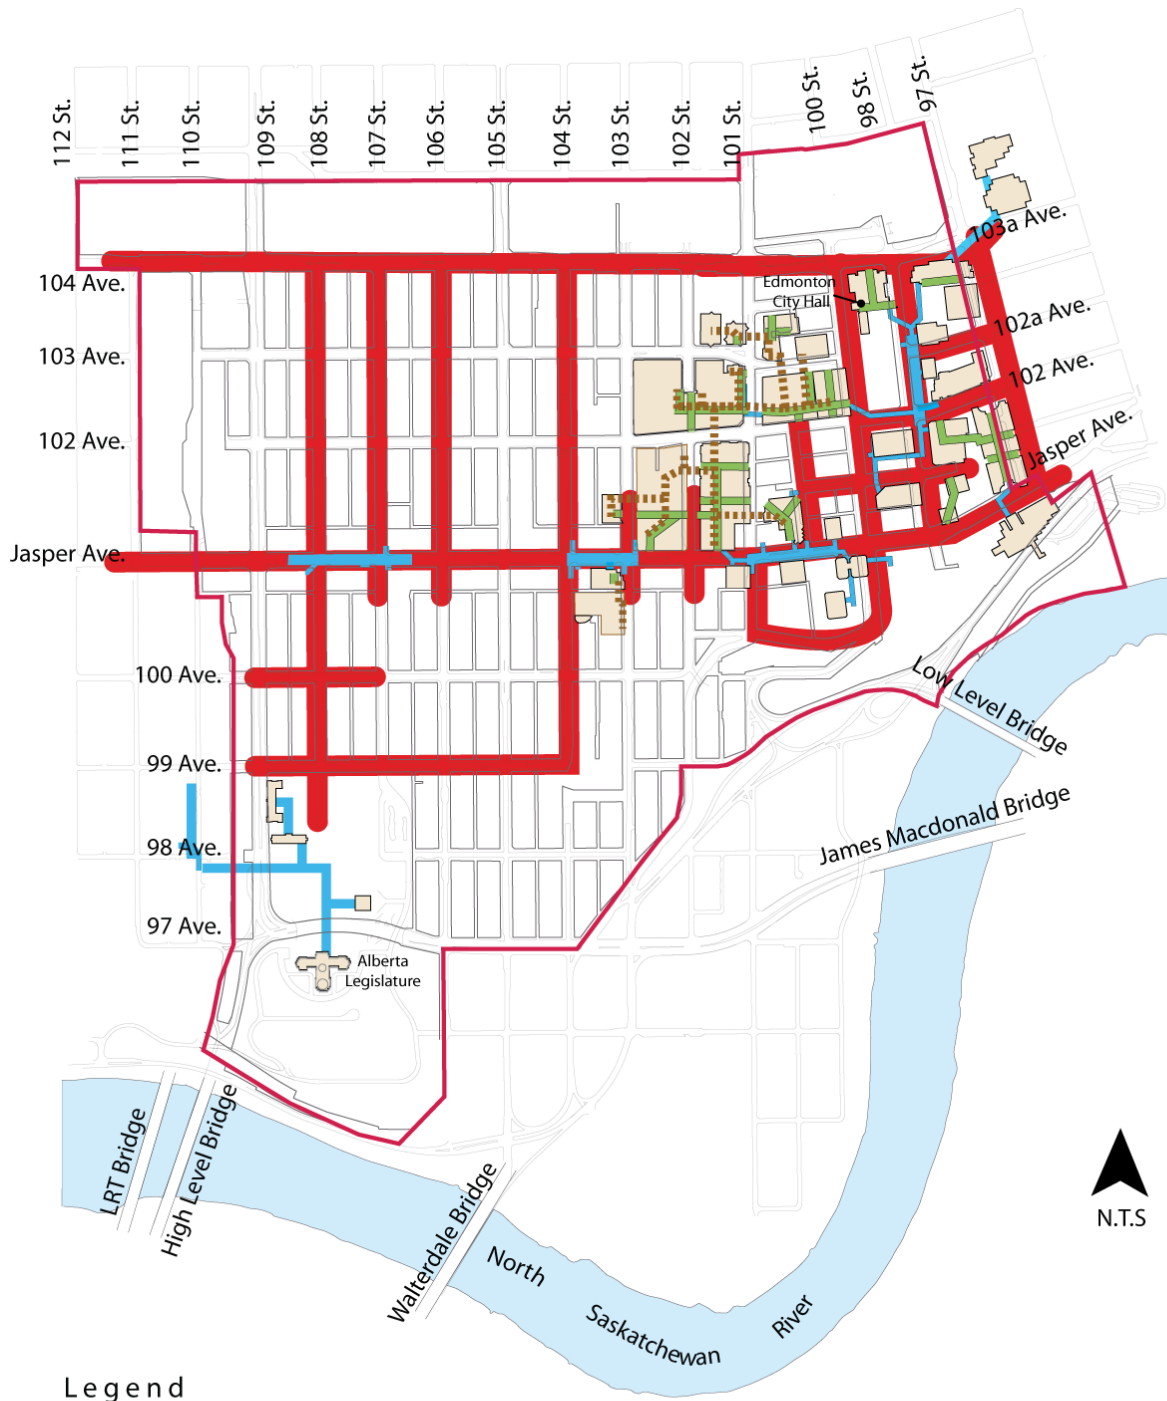 112 St.
111 St.
110 St.
109 St.
108 St.
107 St.
106 St.
105 St.
104 St.
103 St.
102 St.
101 St.
100 St.
98 St.
97 St.
103a Ave.
104 Ave.
Edmonton
City Hall
102a Ave.
103 Ave.
102 Ave.
102 Ave.
Jasper Ave.
Jasper Ave.
100 Ave.
Low Level Bridge
99 Ave.
James Macdonald Bridge
98 Ave.
97 Ave.
Alberta
Legislature
LRT Bridge
High Level Bridge
Walterdale Bridge
N.T.S
North
Saskatchewan
River
Legend